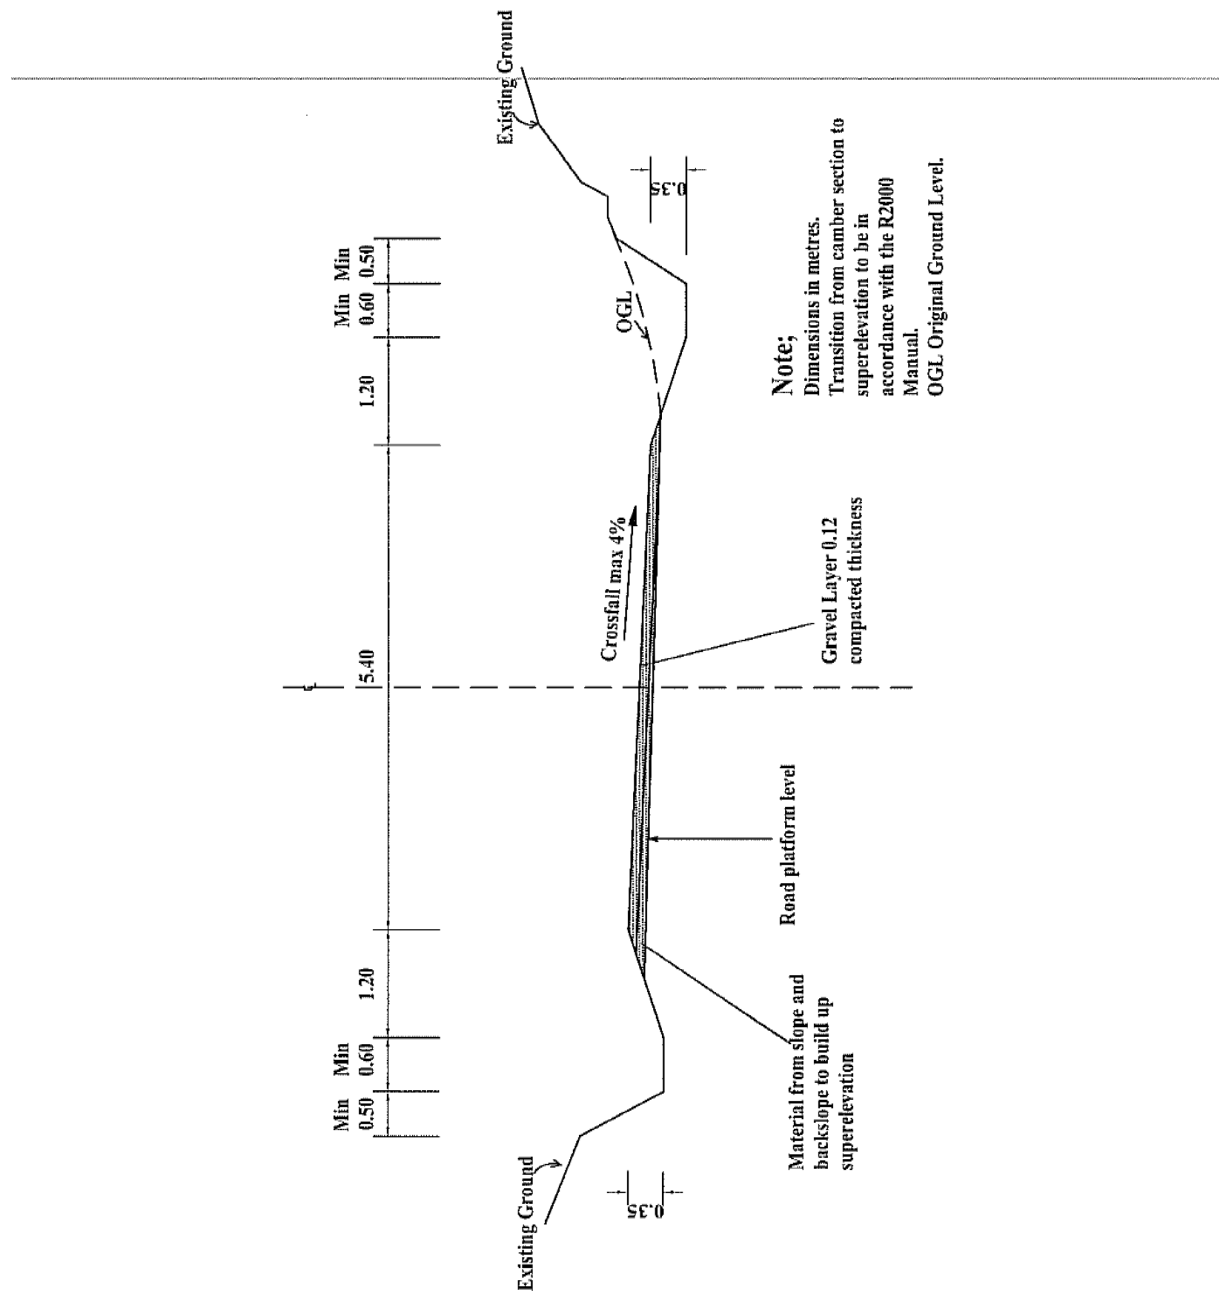 Existing Ground
Min
0.50
Min
0.60
1.20
5.40
1.20
Min
0.60
Min
0.50
Existing Ground
OGL
Crossfall max 4%
0.35
0.35
Material from slope and
backslope to build up
superelevation
Road platform level
Gravel Layer 0.12
compacted thickness
Note;
Dimensions in metres.
Transition from camber section to
superelevation to be in
accordance with the R2000
Manual.
OGL Original Ground Level.